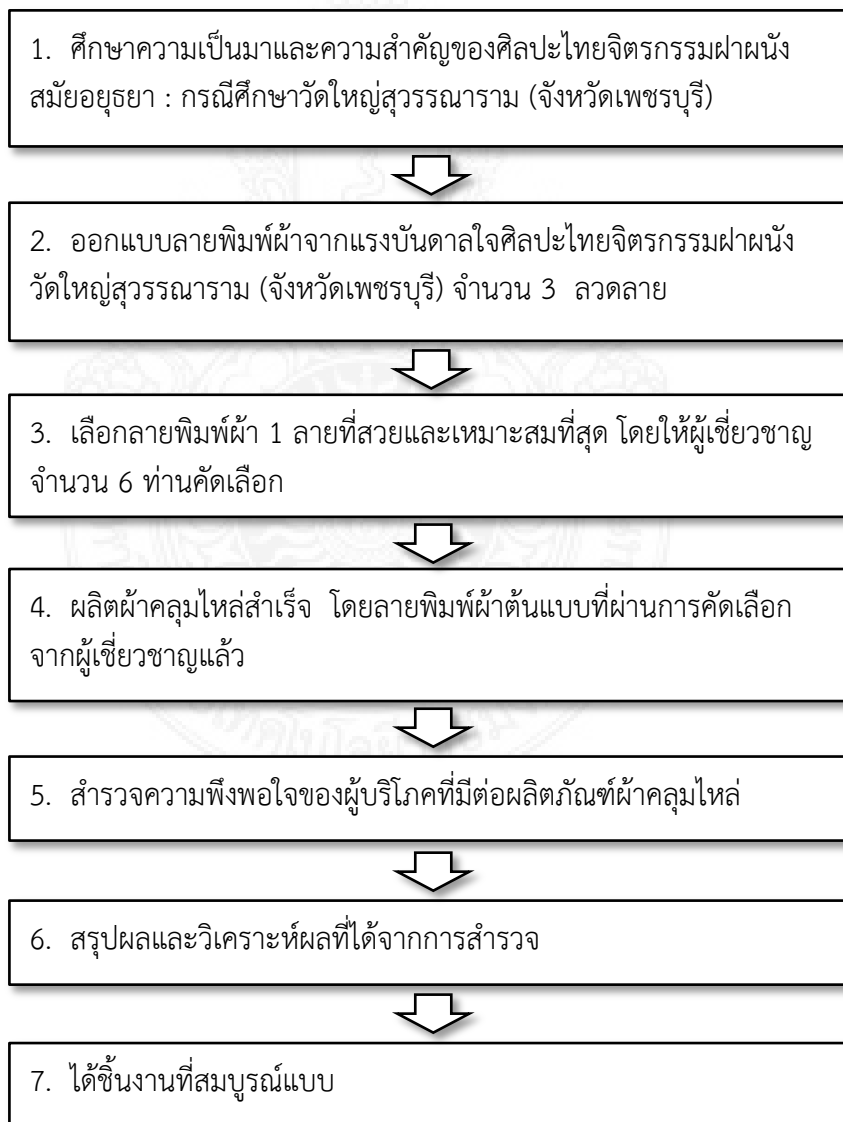 1. ศึกษาความเป็นมาและความสำคัญของศิลปะไทยจิตรกรรมฝาผนัง
สมัยอยุธยา : กรณีศึกษาวัดใหญ่สุวรรณาราม (จังหวัดเพชรบุรี)
2. ออกแบบลายพิมพ์ผ้าจากแรงบันดาลใจศิลปะไทยจิตรกรรมฝาผนัง
วัดใหญ่สุวรรณาราม (จังหวัดเพชรบุรี) จำนวน 3 ลวดลาย
3. เลือกลายพิมพ์ผ้า 1 ลายที่สวยและเหมาะสมที่สุด โดยให้ผู้เชี่ยวชาญ
จำนวน 6 ท่านคัดเลือก
4. ผลิตผ้าคลุมไหล่สำเร็จ โดยลายพิมพ์ผ้าต้นแบบที่ผ่านการคัดเลือก
จากผู้เชี่ยวชาญแล้ว
5. สำรวจความพึงพอใจของผู้บริโภคที่มีต่อผลิตภัณฑ์ผ้าคลุมไหล่
6. สรุปผลและวิเคราะห์ผลที่ได้จากการสำรวจ
7. ได้ชิ้นงานที่สมบูรณ์แบบ